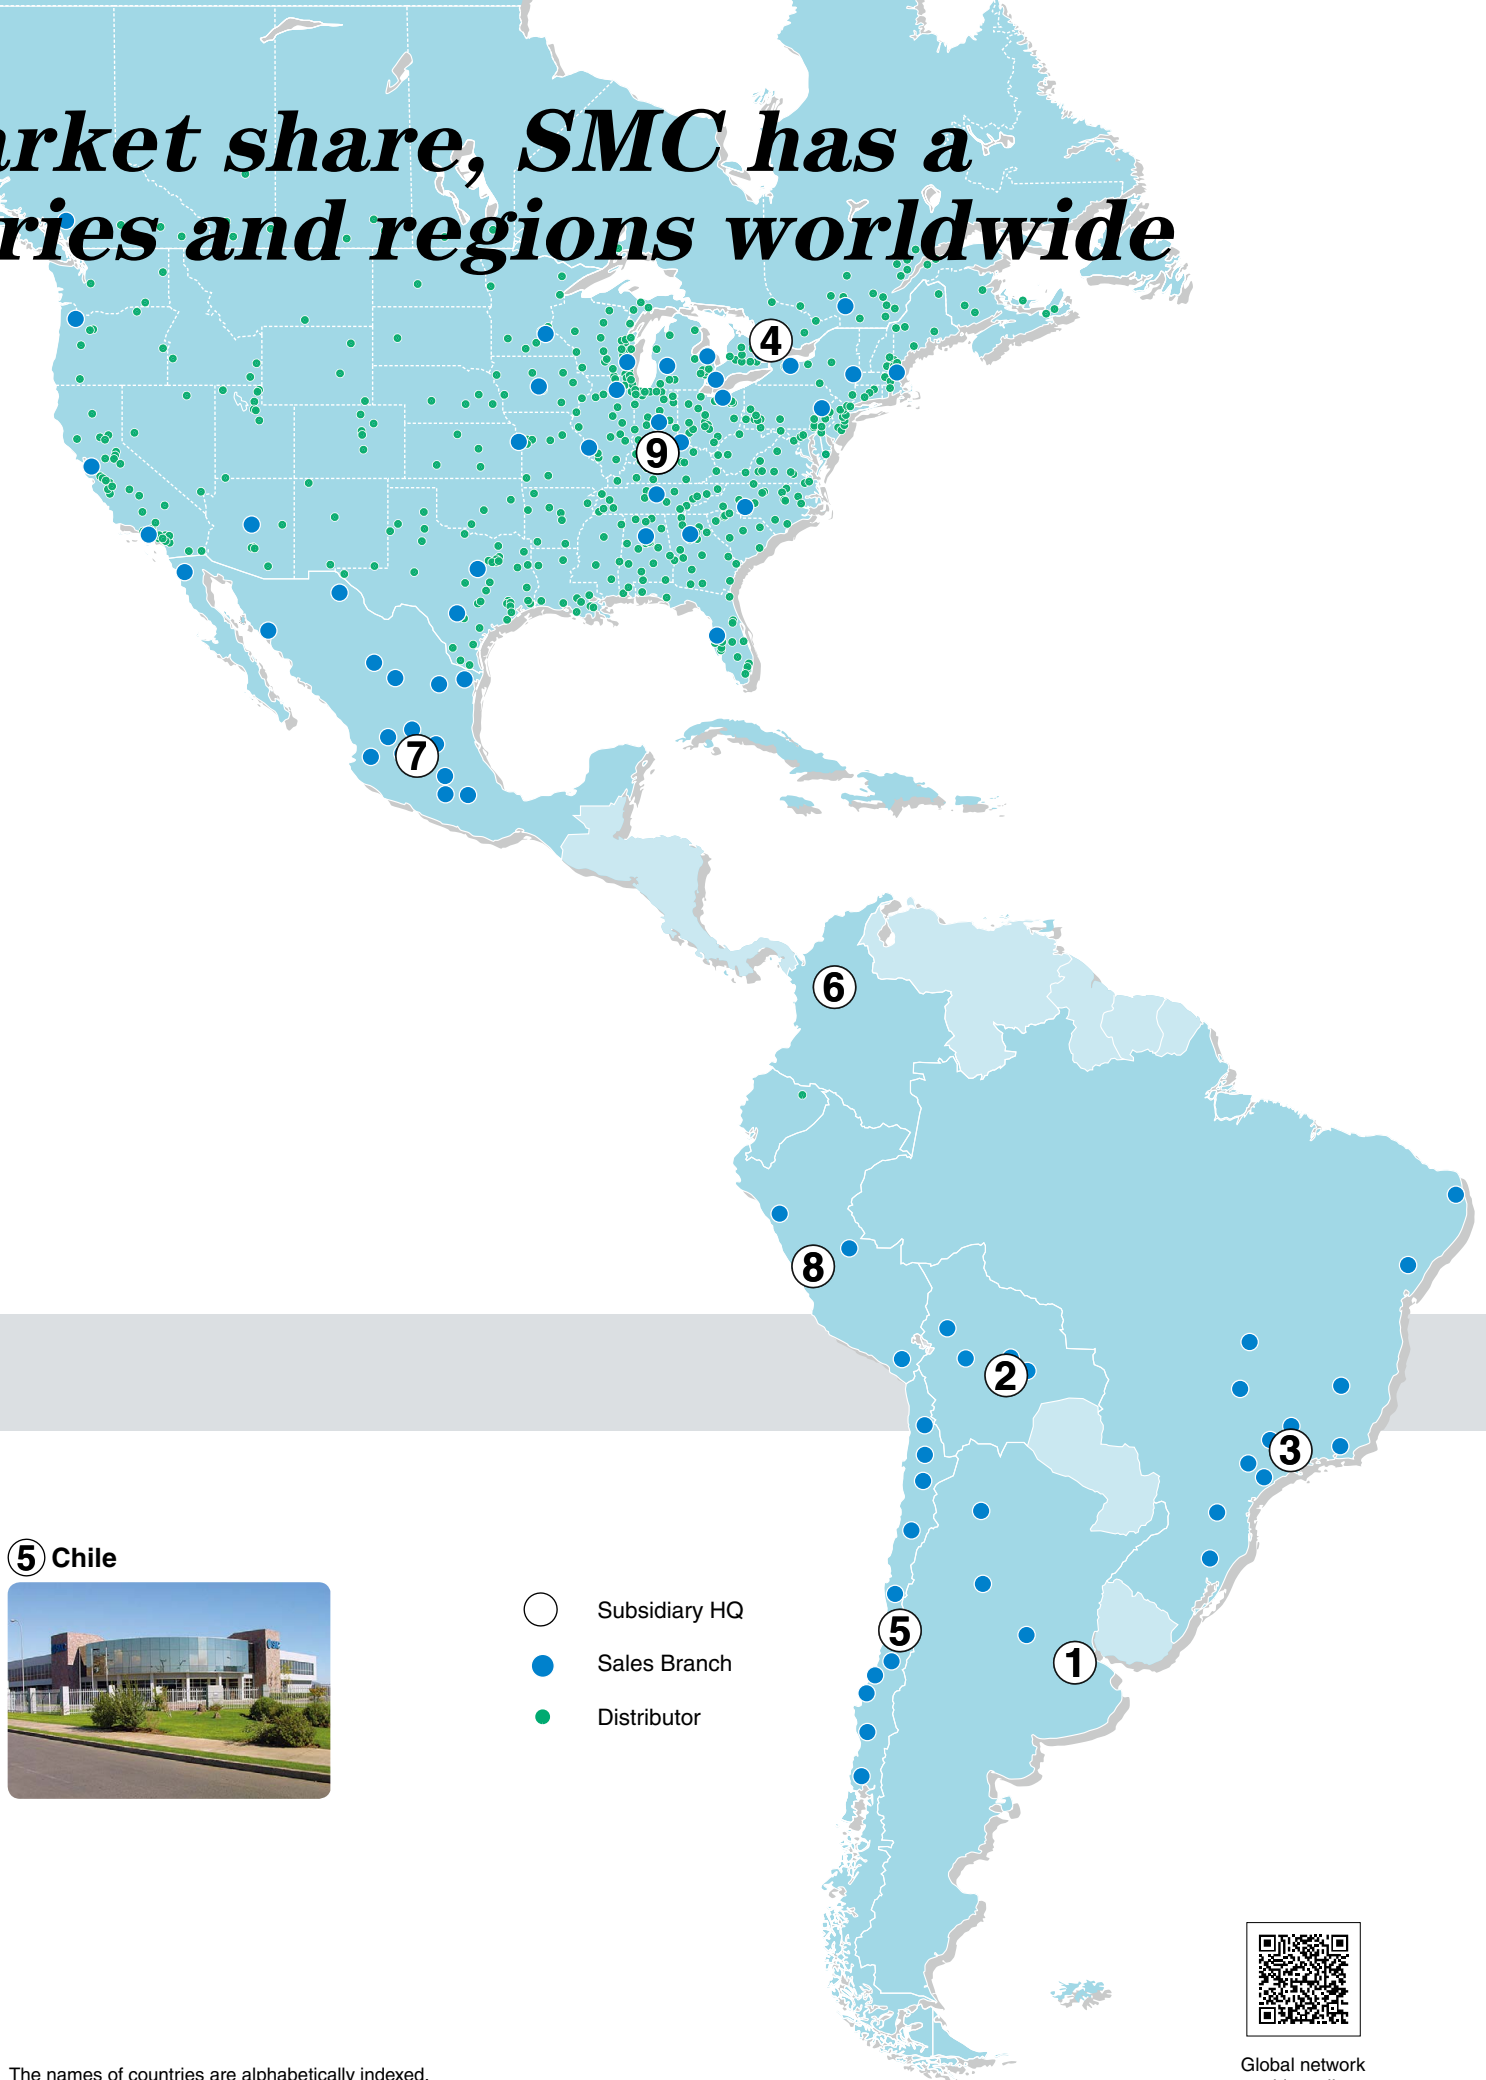 arket share, SMC has a
ries and regions worldwide
4
9
7
6
8
2
3
5
1
5 Chile
Subsidiary HQ
Sales Branch
Distributor
The names of countries are alphabetically indexed.
Global network